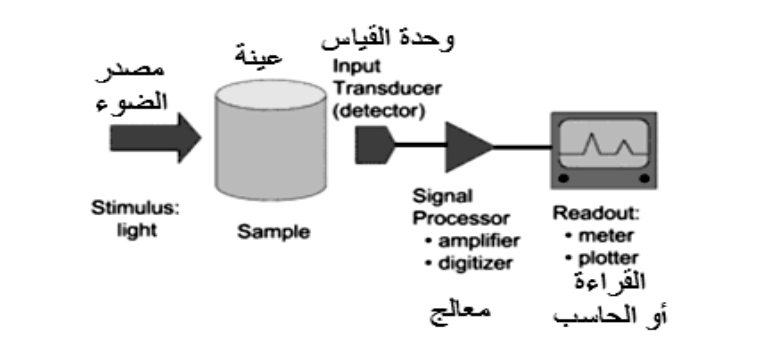 مصدر
الضوء
Stimulus:
light
عينة
Sample
وحدة القياس
Input
Transducer
(detector)
Signal
Processor
• amplifier
• digitizer
معالج
Readout:
• meter
• plotter
القراءة
أو الحاسب